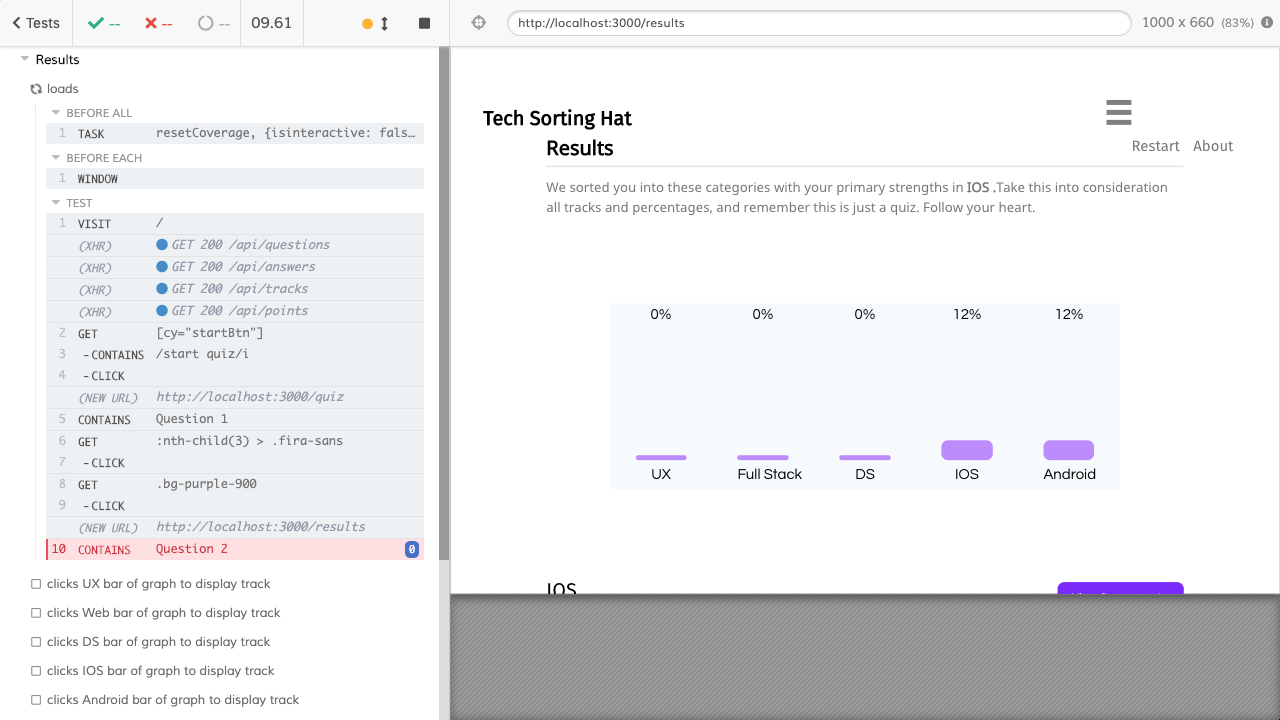 Tests
--
--
--
09.61
http://localhost:3000/results
1000 x 660 (83%)
Results
loads
BEFORE ALL
1 TASK resetCoverage, {isinteractive: fals…
BEFORE EACH
1 WINDOW
TEST
1 VISIT /
(XHR) GET 200 /api/questions
(XHR) GET 200 /api/answers
(XHR) GET 200 /api/tracks
(XHR) GET 200 /api/points
2 GET [cy="startBtn"]
3 -CONTAINS /start quiz/i
4 -CLICK
(NEW URL) http://localhost:3000/quiz
5 CONTAINS Question 1
6 GET :nth-child(3) > .fira-sans
7 -CLICK
8 GET .bg-purple-900
9 -CLICK
(NEW URL) http://localhost:3000/results
10 CONTAINS Question 2 0
clicks UX bar of graph to display track
clicks Web bar of graph to display track
clicks DS bar of graph to display track
clicks IOS bar of graph to display track
clicks Android bar of graph to display track
Tech Sorting Hat
Restart About
Results
We sorted you into these categories with your primary strengths in IOS .Take this into consideration
all tracks and percentages, and remember this is just a quiz. Follow your heart.
0% 0% 0% 12% 12%
UX Full Stack DS IOS Android
IOS